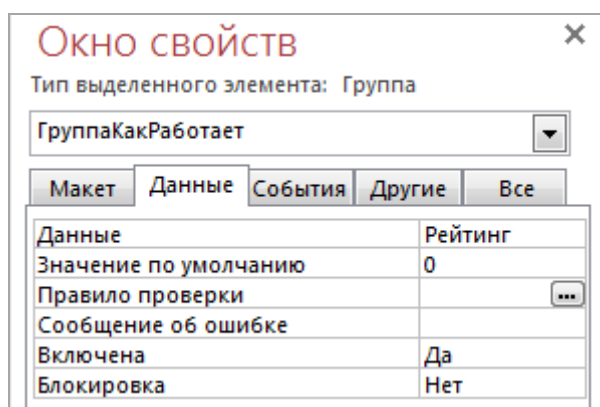 Окно свойств
Тип выделенного элемента: Группа
ГруппаКакРаботает
Макет Данные События Другие Все
Данные Рейтинг
Значение по умолчанию 0
Правило проверки ...
Сообщение об ошибке
Включена Да
Блокировка Нет